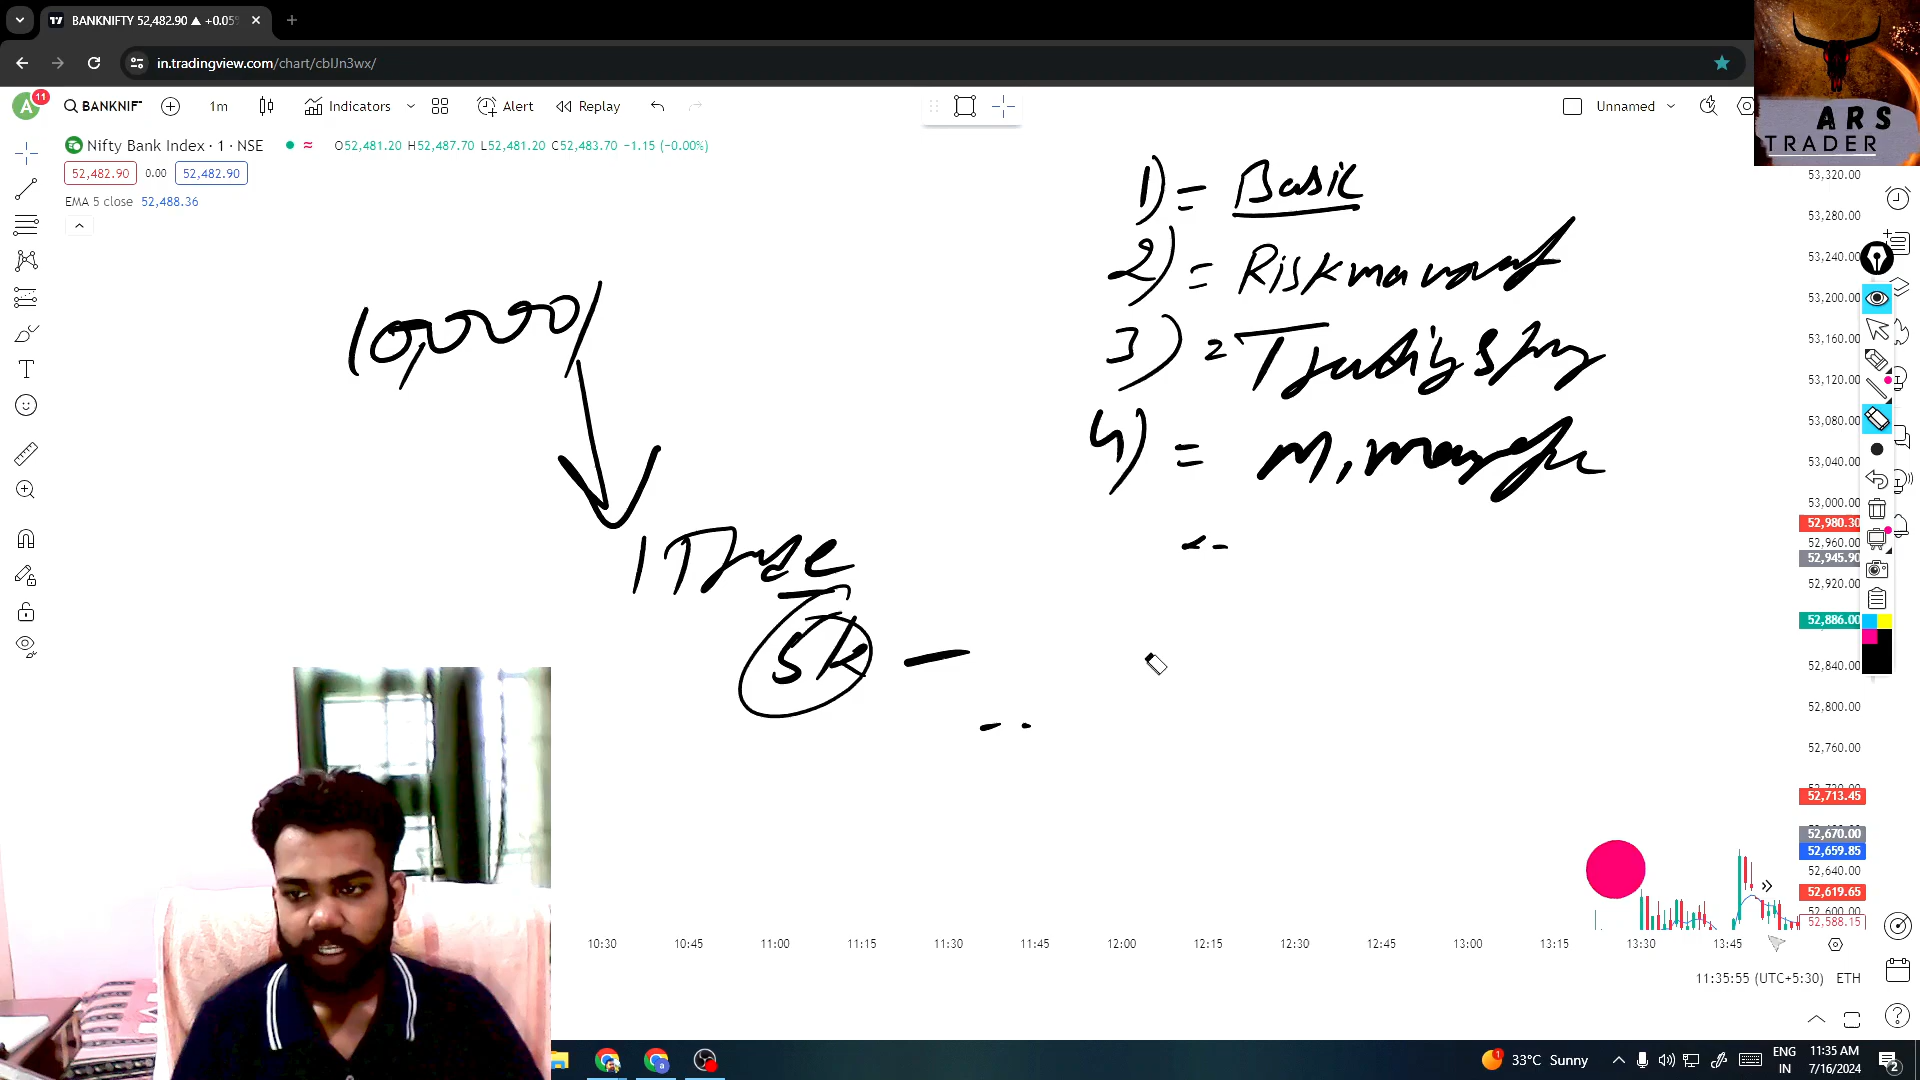 BANKNIFTY 52,482.90 ▲ +0.05%
in.tradingview.com/chart/cbIJn3wx/
A 11 BANKNIF 1m Indicators Alert Replay Unnamed
ARS
TRADER
Nifty Bank Index · 1 · NSE O52,481.20 H52,487.70 L52,481.20 C52,483.70 −1.15 (−0.00%)
52,482.90 0.00 52,482.90
EMA 5 close 52,488.36
1) = Basic
2) = Risk
3) =
4) = M,
10,000/
1 Trade
5k
53,320.00
53,280.00
53,240.00
53,200.00
53,160.00
53,120.00
53,080.00
53,040.00
53,000.00
52,980.30
52,960.00
52,945.90
52,920.00
52,886.00
52,840.00
52,800.00
52,760.00
52,713.45
52,670.00
52,659.85
52,640.00
52,619.65
52,600.00
52,588.15
10:30 10:45 11:00 11:15 11:30 11:45 12:00 12:15 12:30 12:45 13:00 13:15 13:30 13:45
11:35:55 (UTC+5:30) ETH
33°C Sunny
ENG
IN
11:35 AM
7/16/2024
2